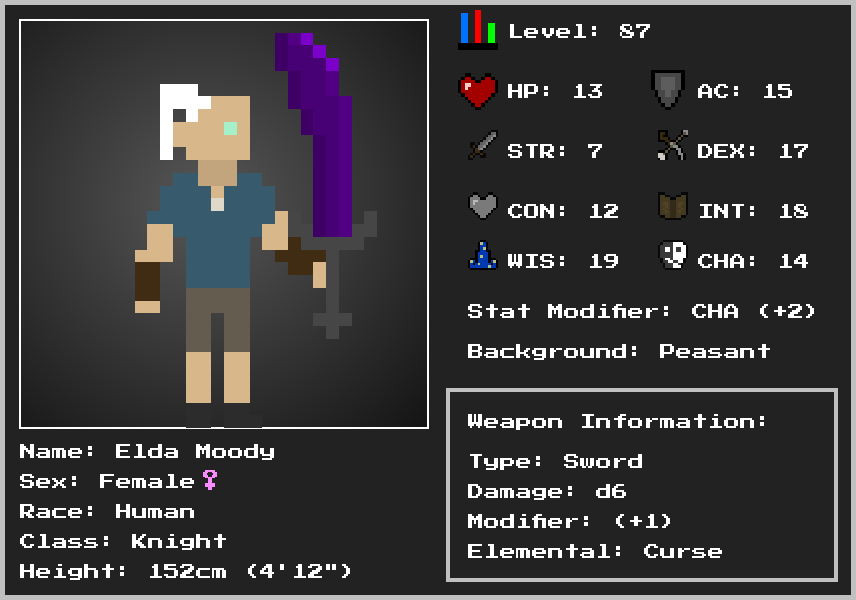 Level: 87
HP: 13
AC: 15
STR: 7
DEX: 17
CON: 12
INT: 18
WIS: 19
CHA: 14
Stat Modifier: CHA (+2)
Background: Peasant
Weapon Information:
Type: Sword
Damage: d6
Modifier: (+1)
Elemental: Curse
Name: Elda Moody
Sex: Female♀
Race: Human
Class: Knight
Height: 152cm (4'12")